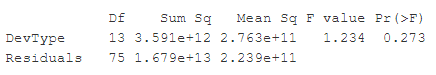 Df Sum Sq Mean Sq F value Pr(>F)
DevType 13 3.591e+12 2.763e+11 1.234 0.273
Residuals 75 1.679e+13 2.239e+11